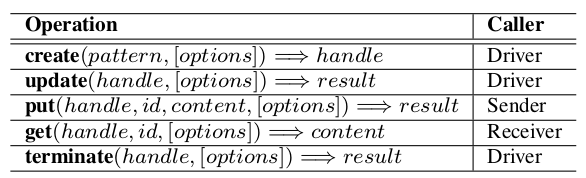 Operation Caller
create(pattern, [options]) ⟹ handle Driver
update(handle, [options]) ⟹ result Driver
put(handle, id, content, [options]) ⟹ result Sender
get(handle, id, [options]) ⟹ content Receiver
terminate(handle, [options]) ⟹ result Driver